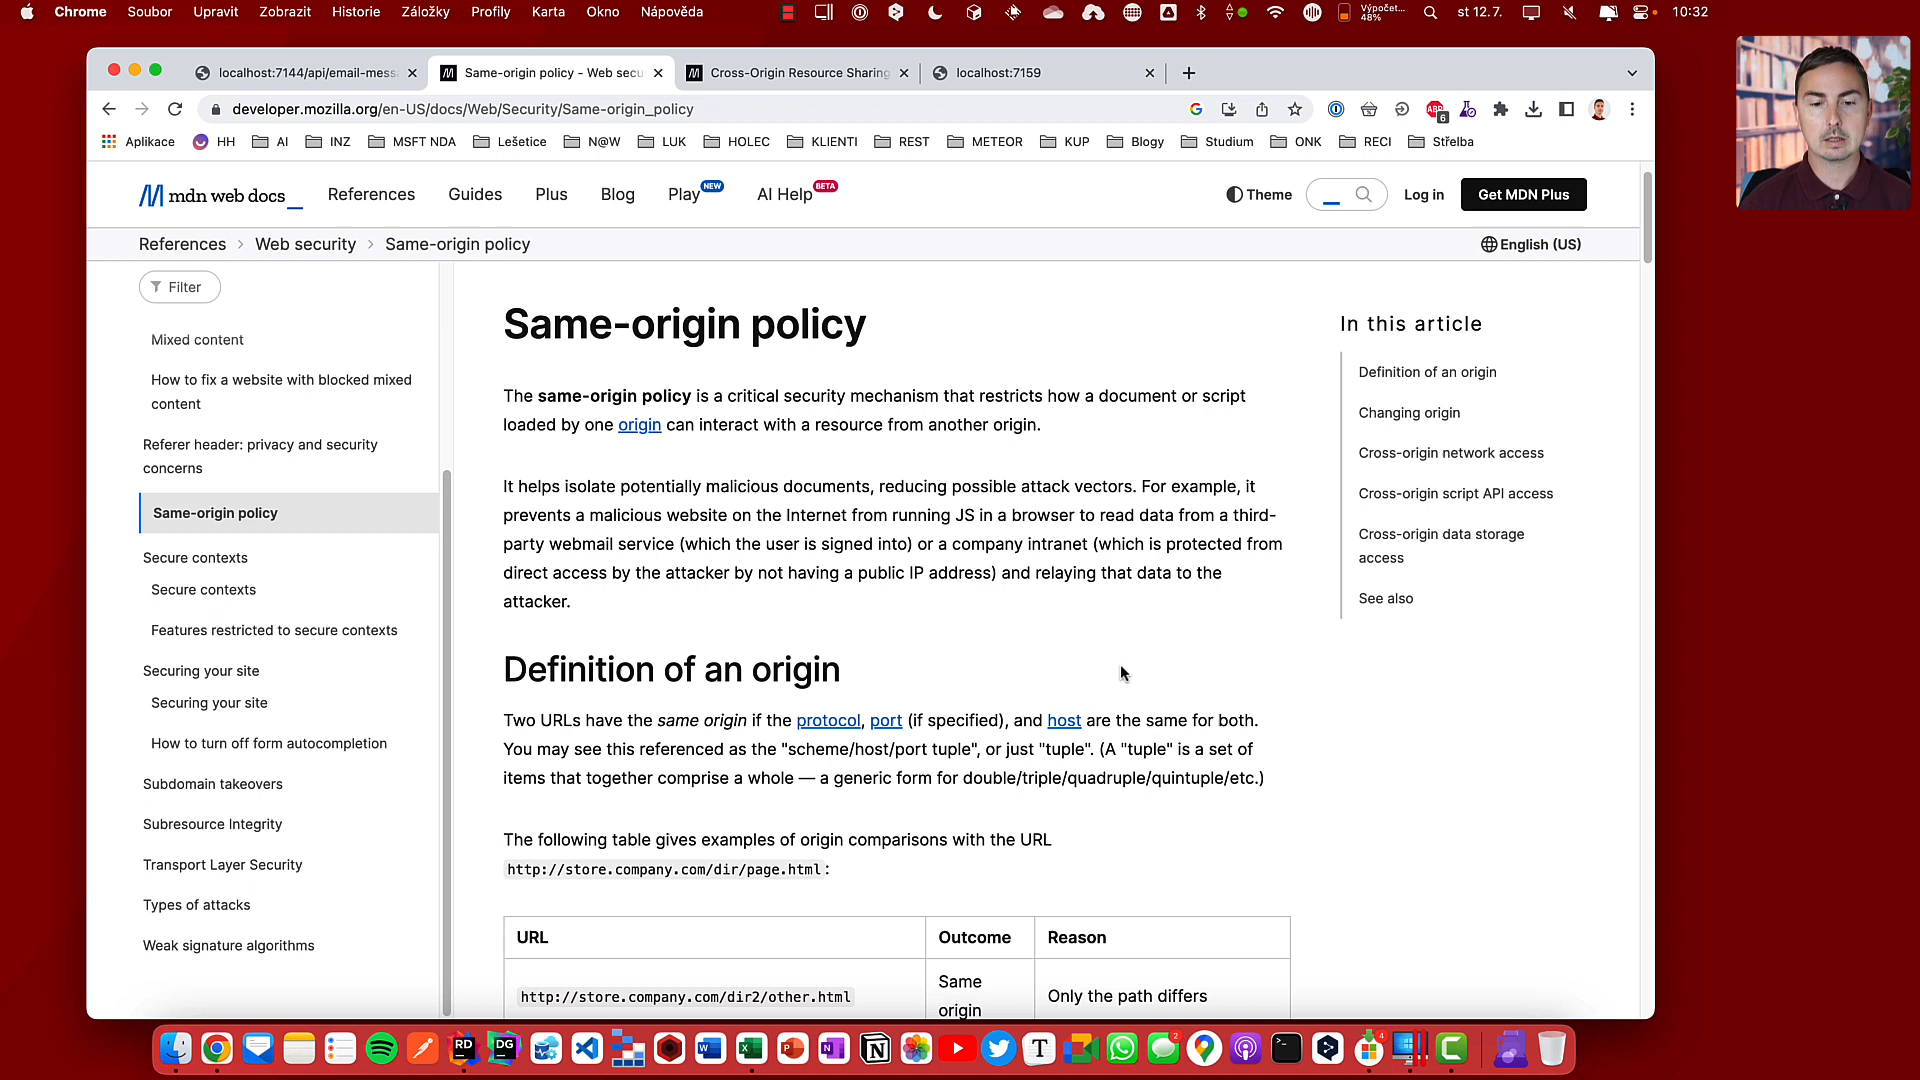 Chrome Soubor Upravit Zobrazit Historie Záložky Profily Karta Okno Nápověda
Výpočet... 48% st 12.7. 10:32
localhost:7144/api/email-mess
Same-origin policy - Web secu
Cross-Origin Resource Sharing
localhost:7159
developer.mozilla.org/en-US/docs/Web/Security/Same-origin_policy
ABP 6
Aplikace HH AI INZ MSFT NDA Lešetice N@W LUK HOLEC KLIENTI REST METEOR KUP Blogy Studium ONK RECI Střelba
mdn web docs_ References Guides Plus Blog Play NEW AI Help BETA Theme Log in Get MDN Plus
References > Web security > Same-origin policy English (US)
Filter
Mixed content
How to fix a website with blocked mixed
content
Referer header: privacy and security
concerns
Same-origin policy
Secure contexts
Secure contexts
Features restricted to secure contexts
Securing your site
Securing your site
How to turn off form autocompletion
Subdomain takeovers
Subresource Integrity
Transport Layer Security
Types of attacks
Weak signature algorithms
Same-origin policy
The same-origin policy is a critical security mechanism that restricts how a document or script
loaded by one origin can interact with a resource from another origin.
It helps isolate potentially malicious documents, reducing possible attack vectors. For example, it
prevents a malicious website on the Internet from running JS in a browser to read data from a third-
party webmail service (which the user is signed into) or a company intranet (which is protected from
direct access by the attacker by not having a public IP address) and relaying that data to the
attacker.
Definition of an origin
Two URLs have the same origin if the protocol, port (if specified), and host are the same for both.
You may see this referenced as the "scheme/host/port tuple", or just "tuple". (A "tuple" is a set of
items that together comprise a whole — a generic form for double/triple/quadruple/quintuple/etc.)
The following table gives examples of origin comparisons with the URL
http://store.company.com/dir/page.html:
URL Outcome Reason
http://store.company.com/dir2/other.html Same
origin Only the path differs
In this article
Definition of an origin
Changing origin
Cross-origin network access
Cross-origin script API access
Cross-origin data storage
access
See also
RD DG W X P N T 2 4 C